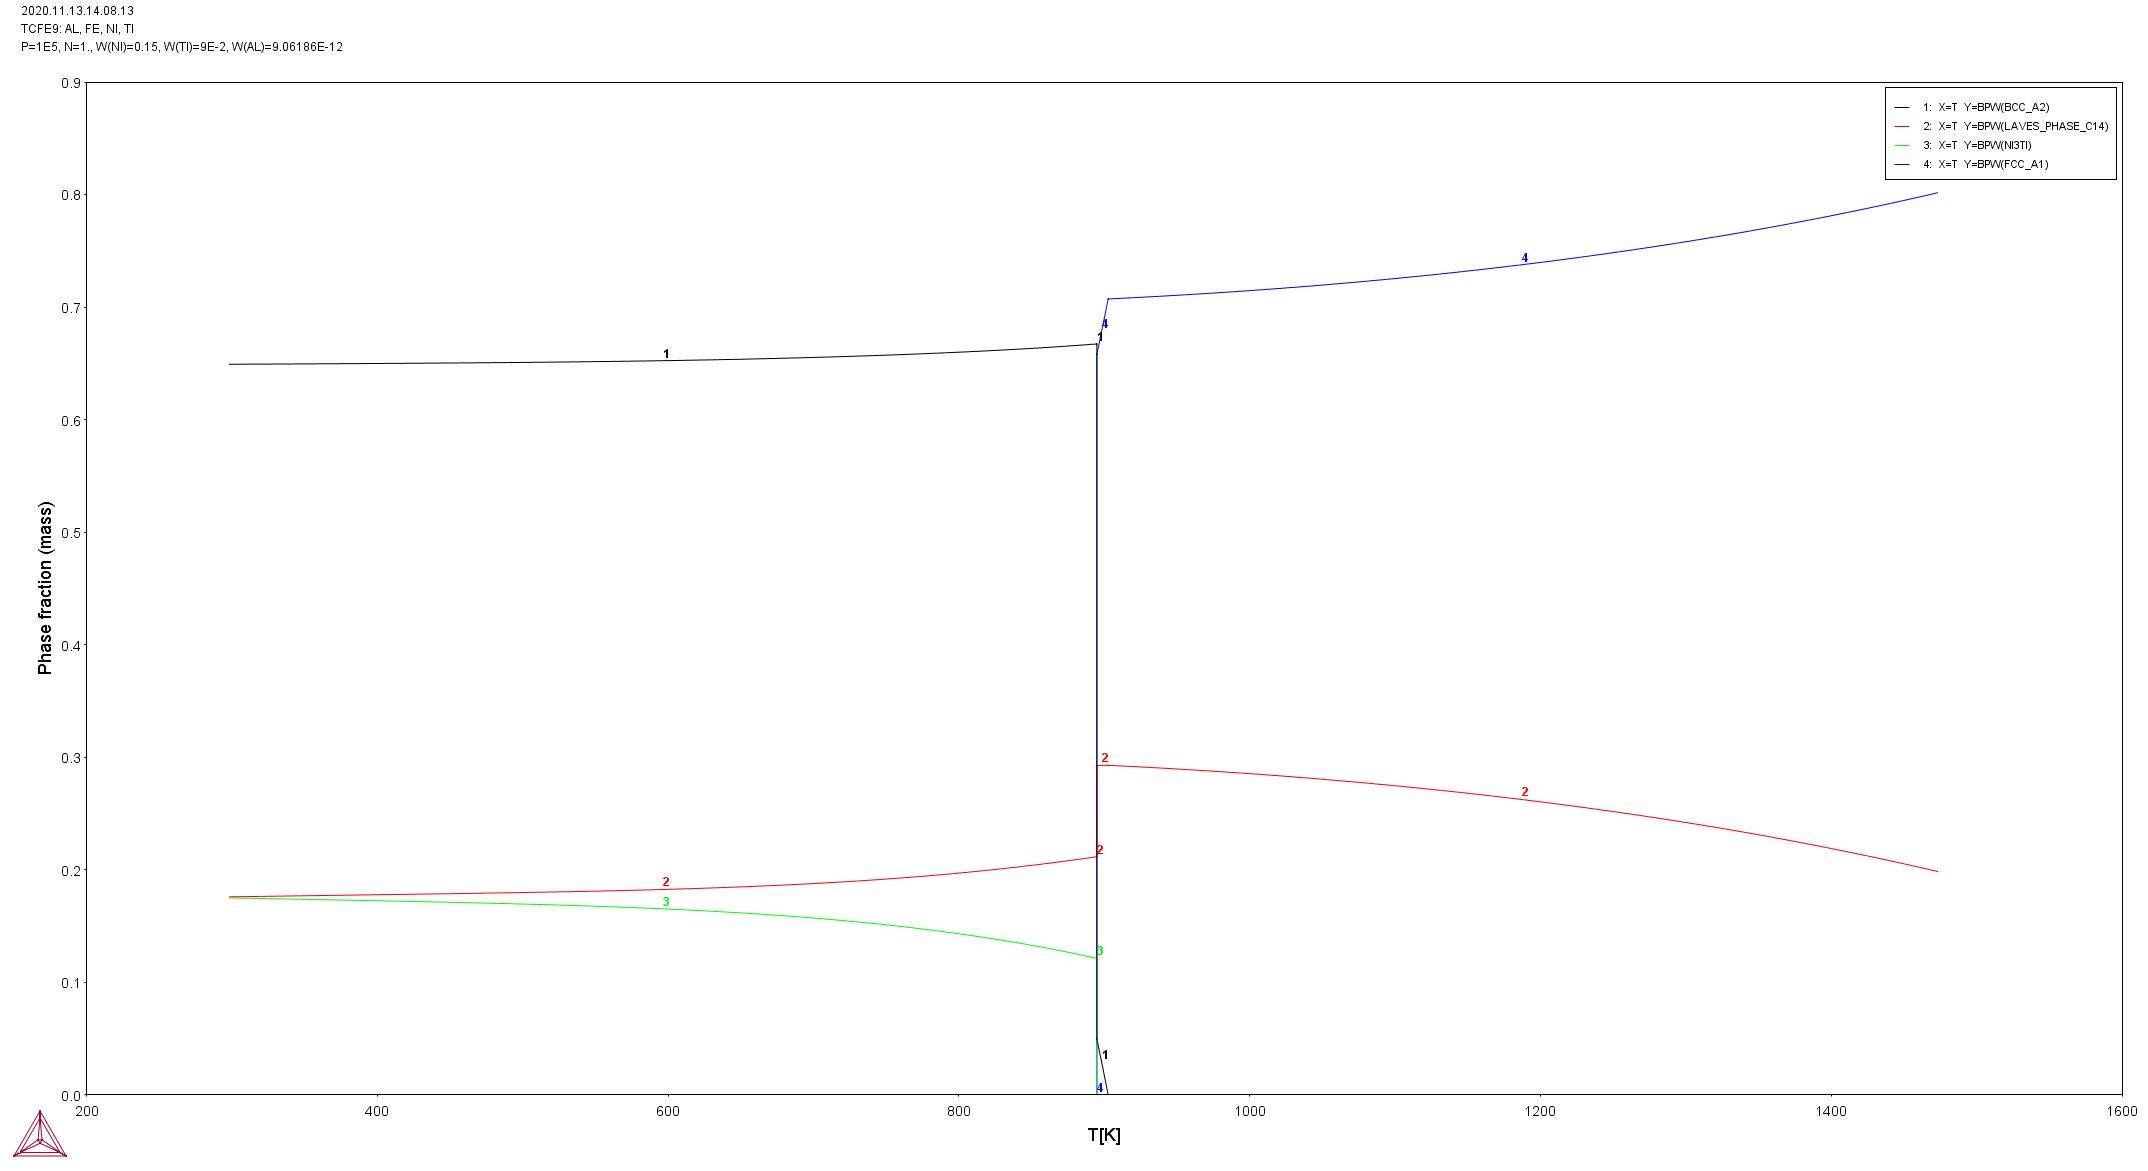 2020.11.13.14.08.13
TCFE9: AL, FE, NI, TI
P=1E5, N=1., W(NI)=0.15, W(TI)=9E-2, W(AL)=9.06186E-12
0.9
0.8
0.7
0.6
0.5
0.4
0.3
0.2
0.1
0.0
Phase fraction (mass)
1: X=T Y=BPW(BCC_A2)
2: X=T Y=BPW(LAVES_PHASE_C14)
3: X=T Y=BPW(NI3TI)
4: X=T Y=BPW(FCC_A1)
4
4
1
1
2
2
2
2
3
3
1
4
200 400 600 800 1000 1200 1400 1600
T[K]